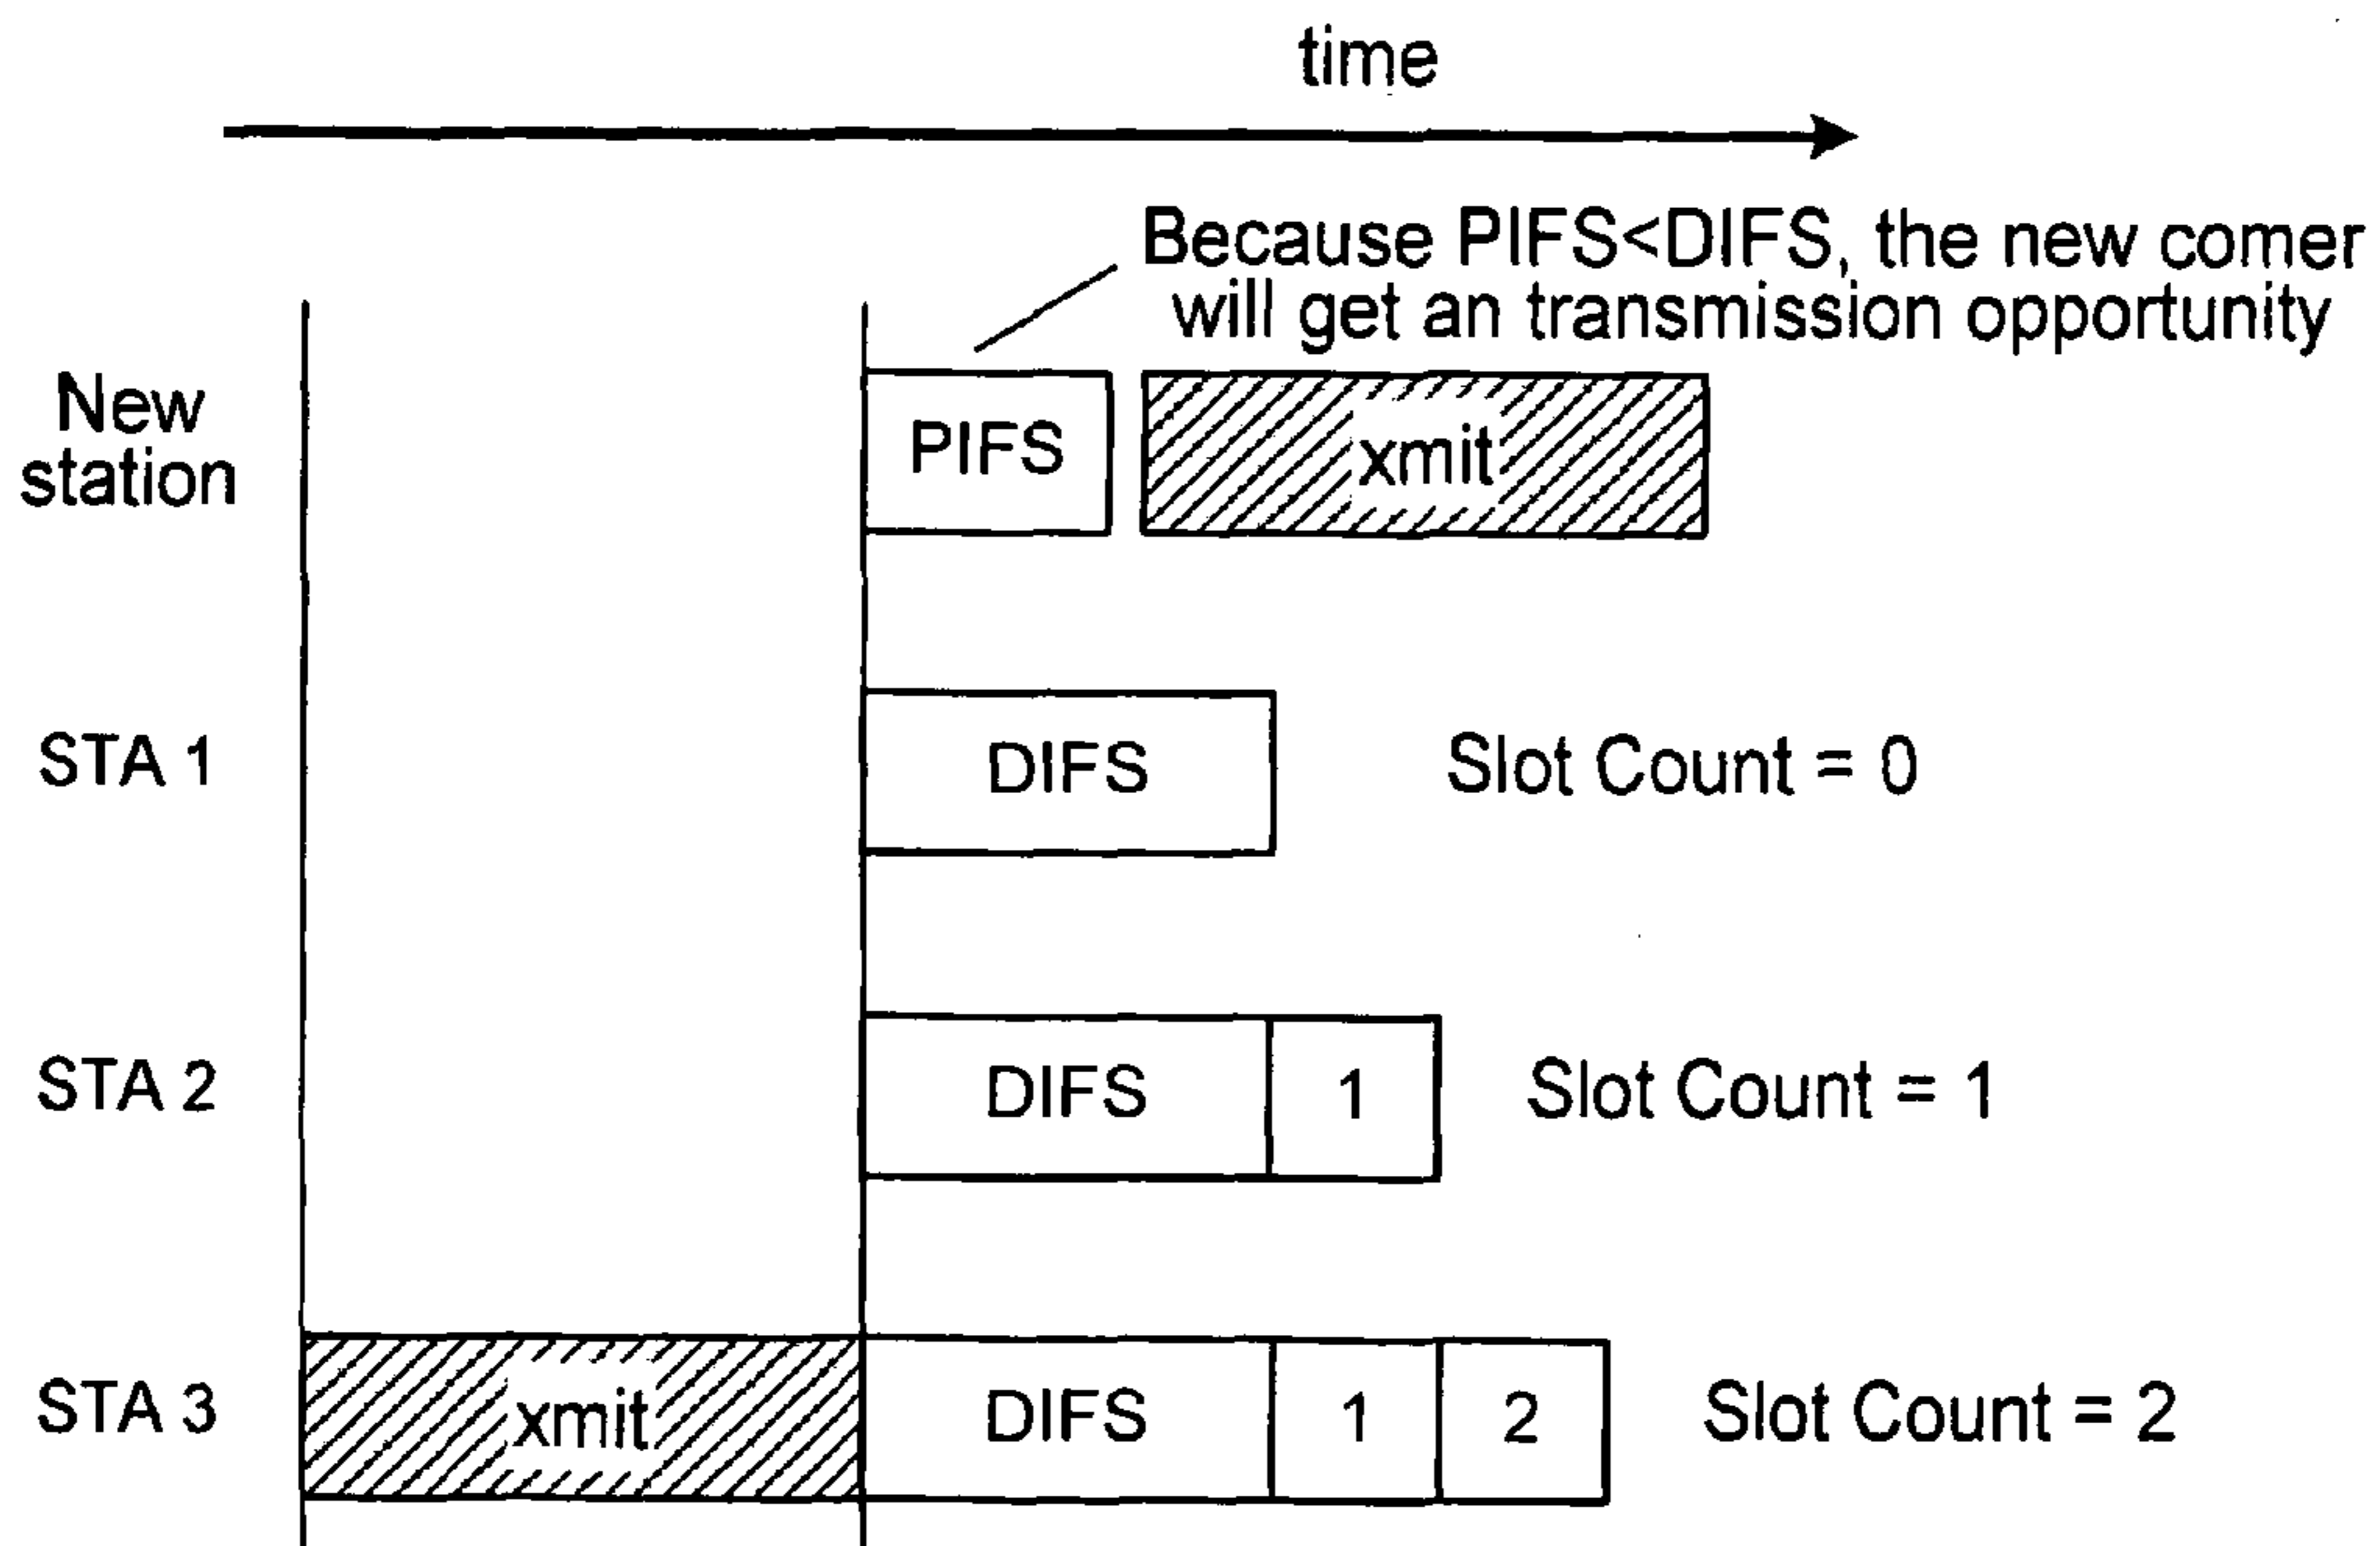 time
Because PIFS<DIFS, the new comer
will get an transmission opportunity
New
station
PIFS
xmit
STA 1
DIFS
Slot Count = 0
STA 2
DIFS
1
Slot Count = 1
STA 3
xmit
DIFS
1
2
Slot Count = 2